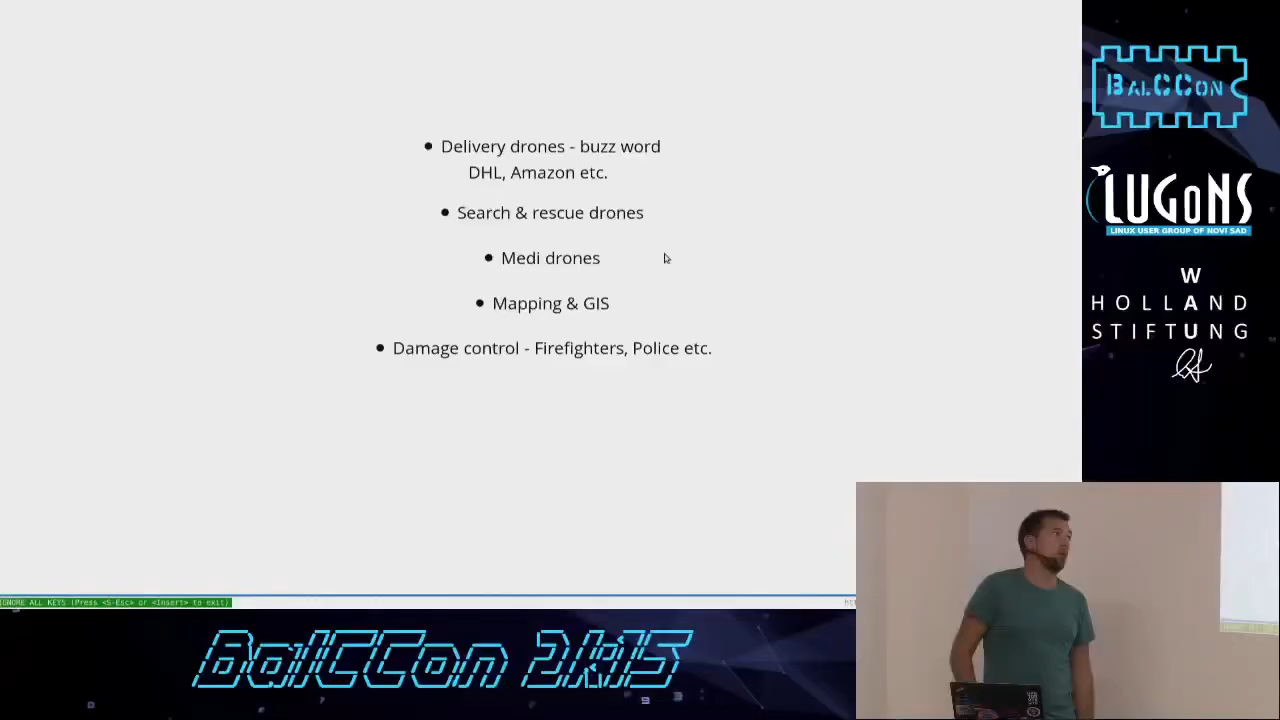 Delivery drones - buzz word
DHL, Amazon etc.
Search & rescue drones
Medi drones
Mapping & GIS
Damage control - Firefighters, Police etc.
IGNORE ALL KEYS (Press <S-Esc> or <Insert> to exit)
BalCCon
LUGoNS
LINUX USER GROUP OF NOVI SAD
W
HOLLAND
STIFTUNG
BalCCon 2k15